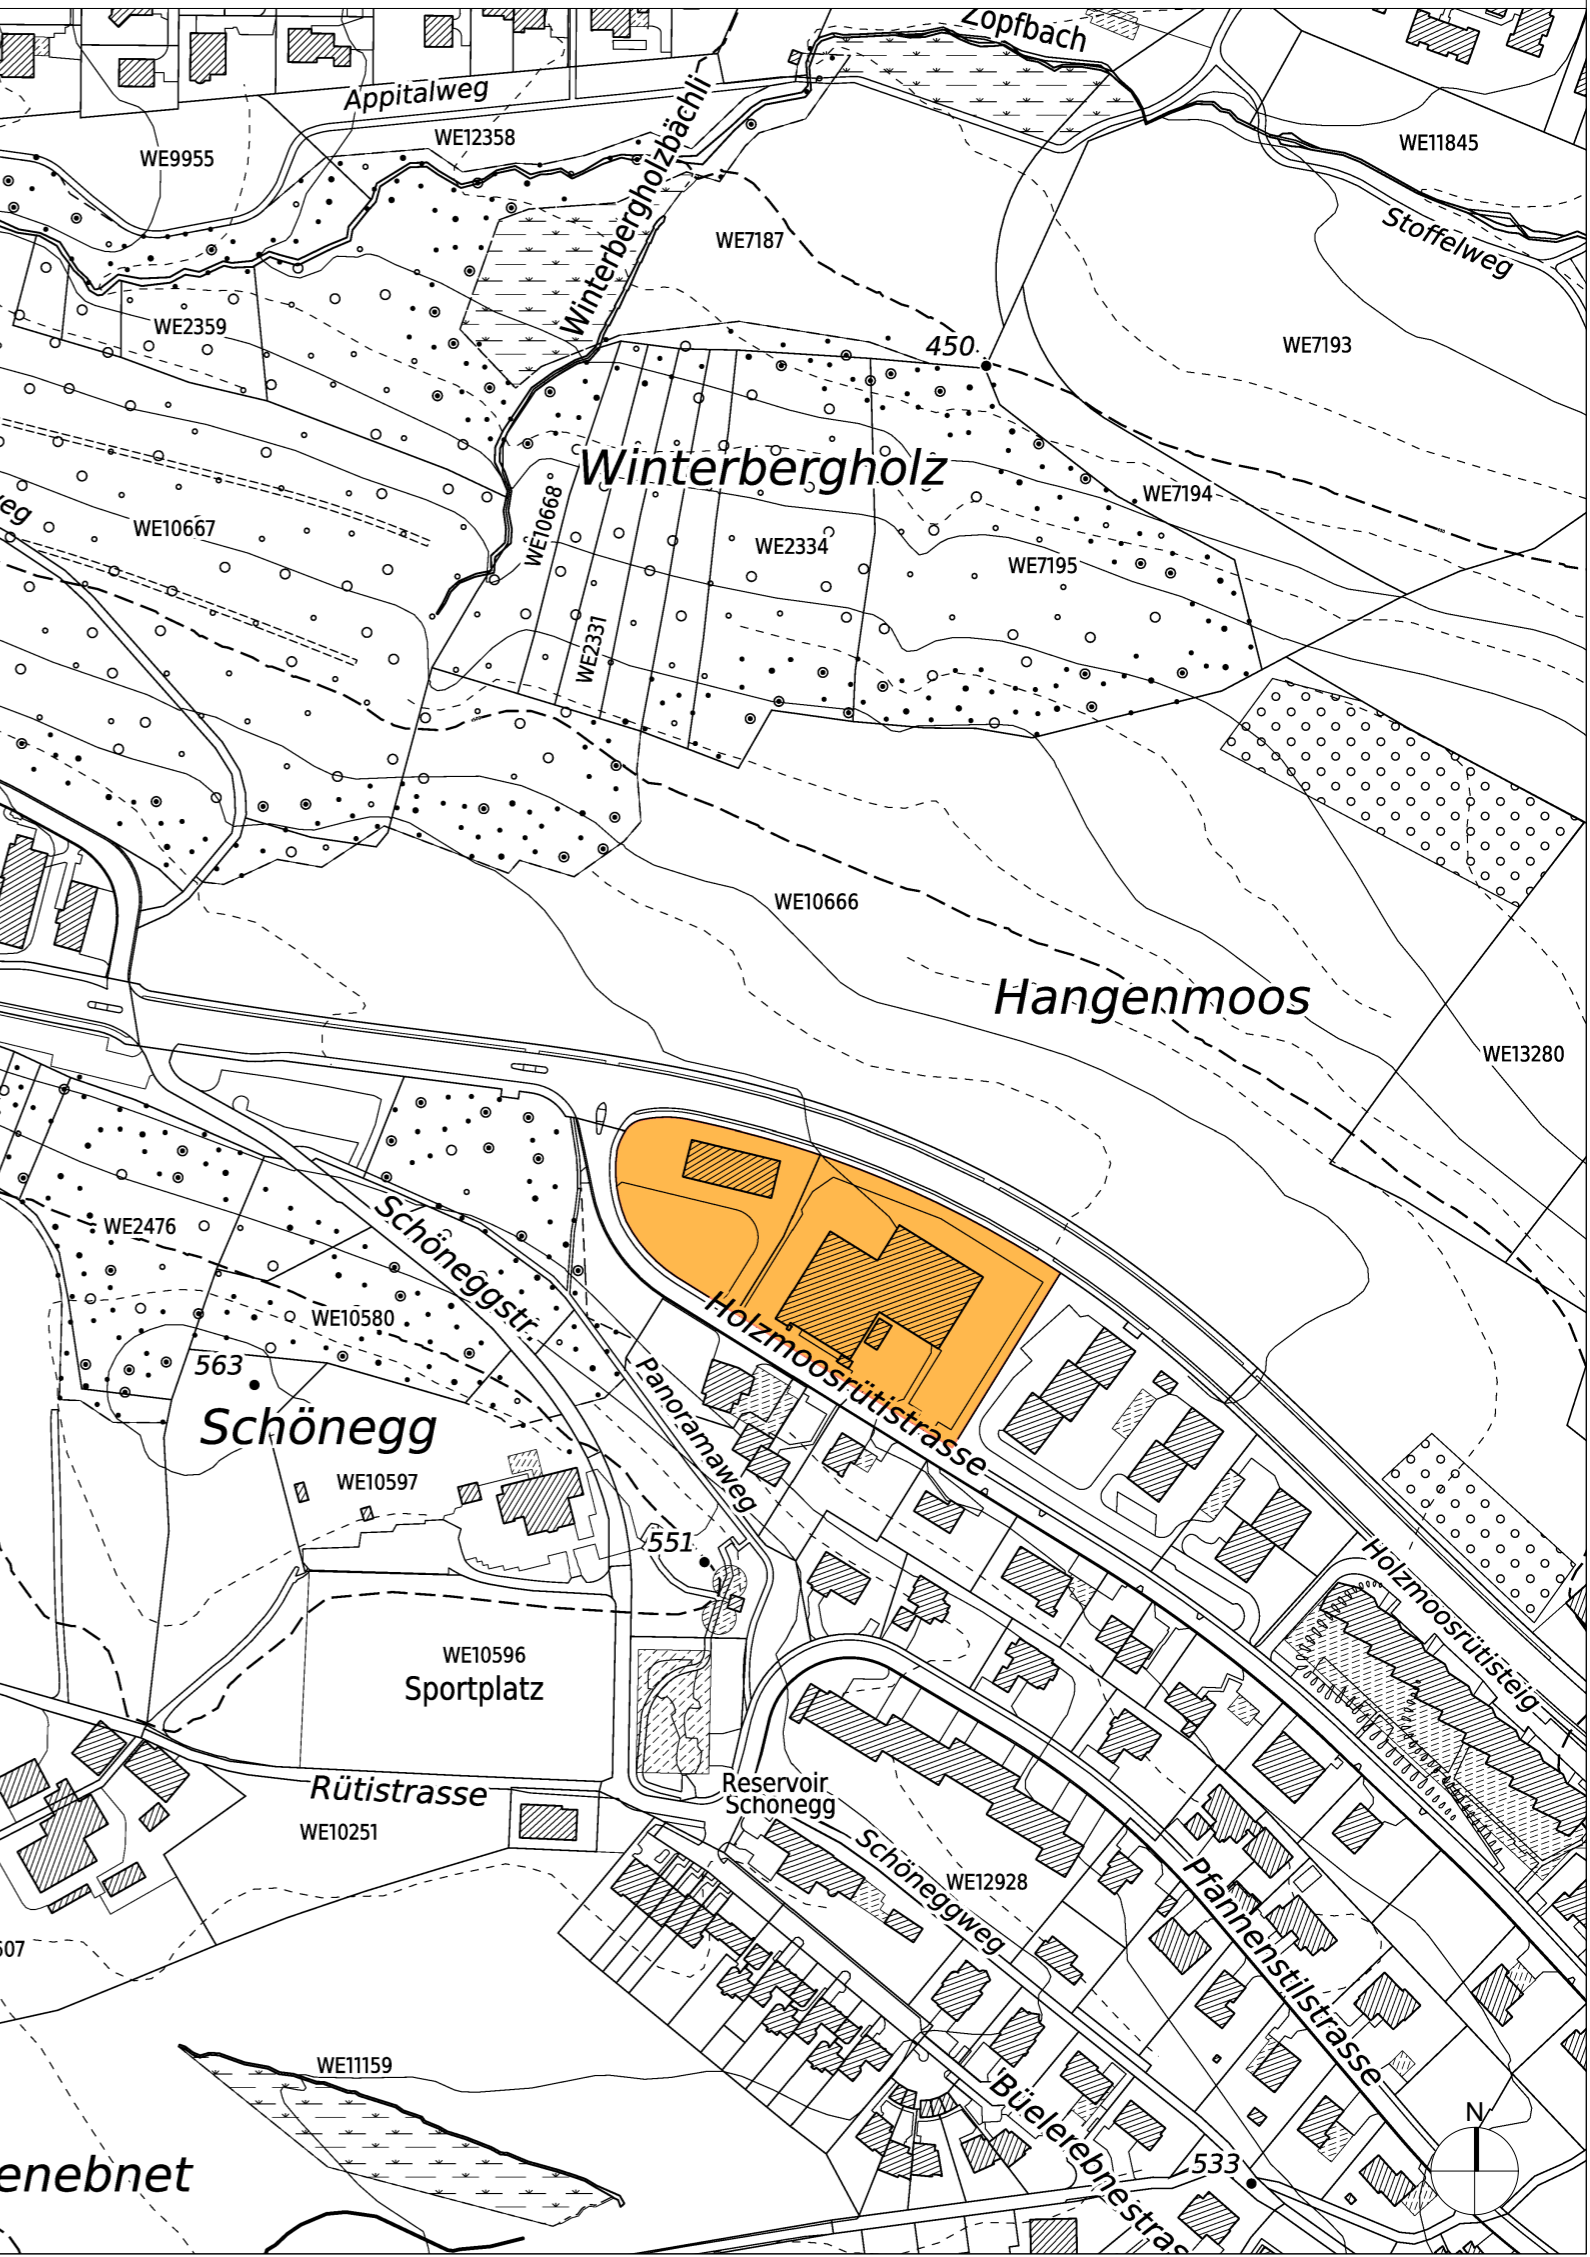 Zopfbach
Appitalweg
WE9955
WE12358
Winterbergholzbächli
WE11845
WE7187
Stoffelweg
WE2359
450
WE7193
Winterbergholz
WE10668
WE7194
WE10667
WE2334
WE7195
WE2331
WE10666
Hangenmoos
WE13280
WE2476
Schöneggstr.
WE10580
Holzmoosrütistrasse
563
Panoramaweg
Schönegg
WE10597
551
Holzmoosrütisteig
WE10596
Sportplatz
Rütistrasse
Reservoir
Schönegg
WE10251
Schöneggweg
WE12928
Pfannenstilstrasse
WE11159
Büelerebnestras
N
533
enebnet